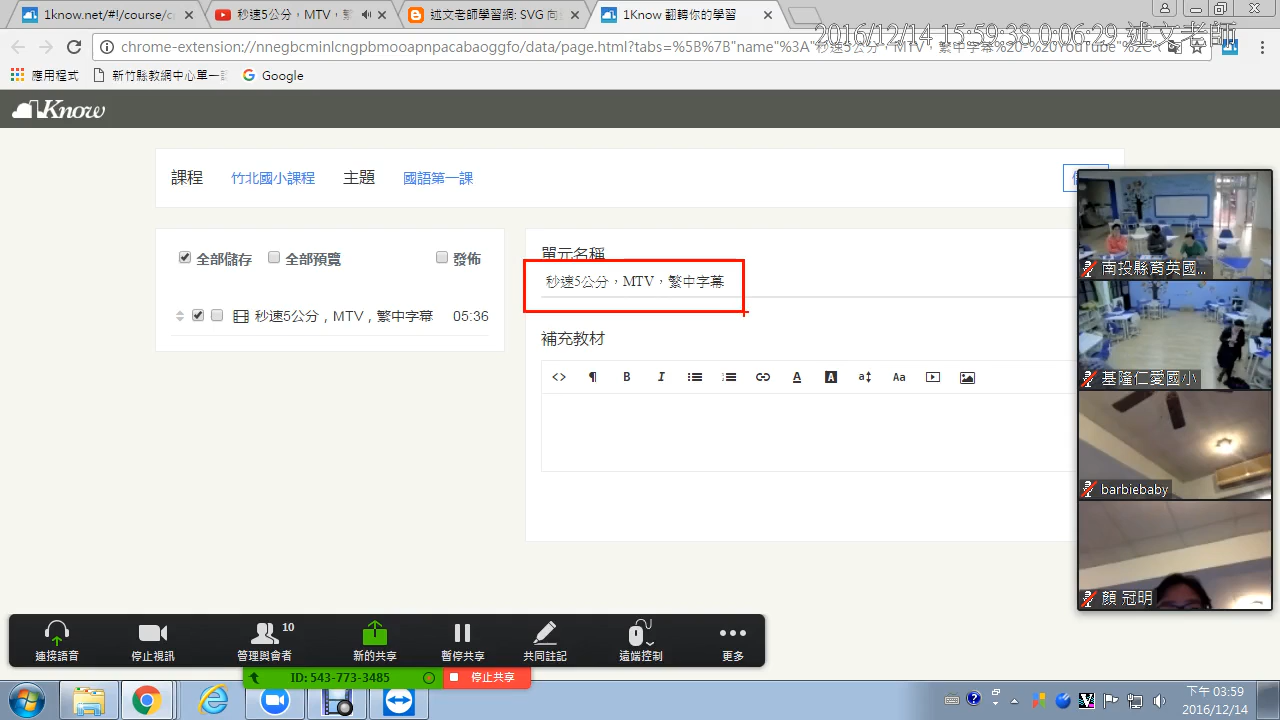 1know.net/#!/course/c
秒速5公分，MTV，
述文老師學習網: SVG 向
1Know 翻轉你的學習
2016/12/14 15:59:38 0:06:29 述文老師
chrome-extension://nnegbcminlcngpbmooapnpacabaoggfo/data/page.html?tabs=%5B%7B"name"%3A"秒速5公分，MTV，繁中字幕%20-%20YouTube"%2C
應用程式
新竹縣教網中心單一
Google
1Know
課程
竹北國小課程
主題
國語第一課
全部儲存
全部預覽
發佈
秒速5公分，MTV，繁中字幕
05:36
單元名稱
秒速5公分，MTV，繁中字幕
補充教材
<> ¶ B I A A a Aa
南投縣育英國...
基隆仁愛國小
barbiebaby
顏 冠明
連接語音
停止視訊
管理與會者
10
新的共享
暫停共享
共同註記
遠端控制
更多
ID: 543-773-3485
停止共享
下午 03:59
2016/12/14